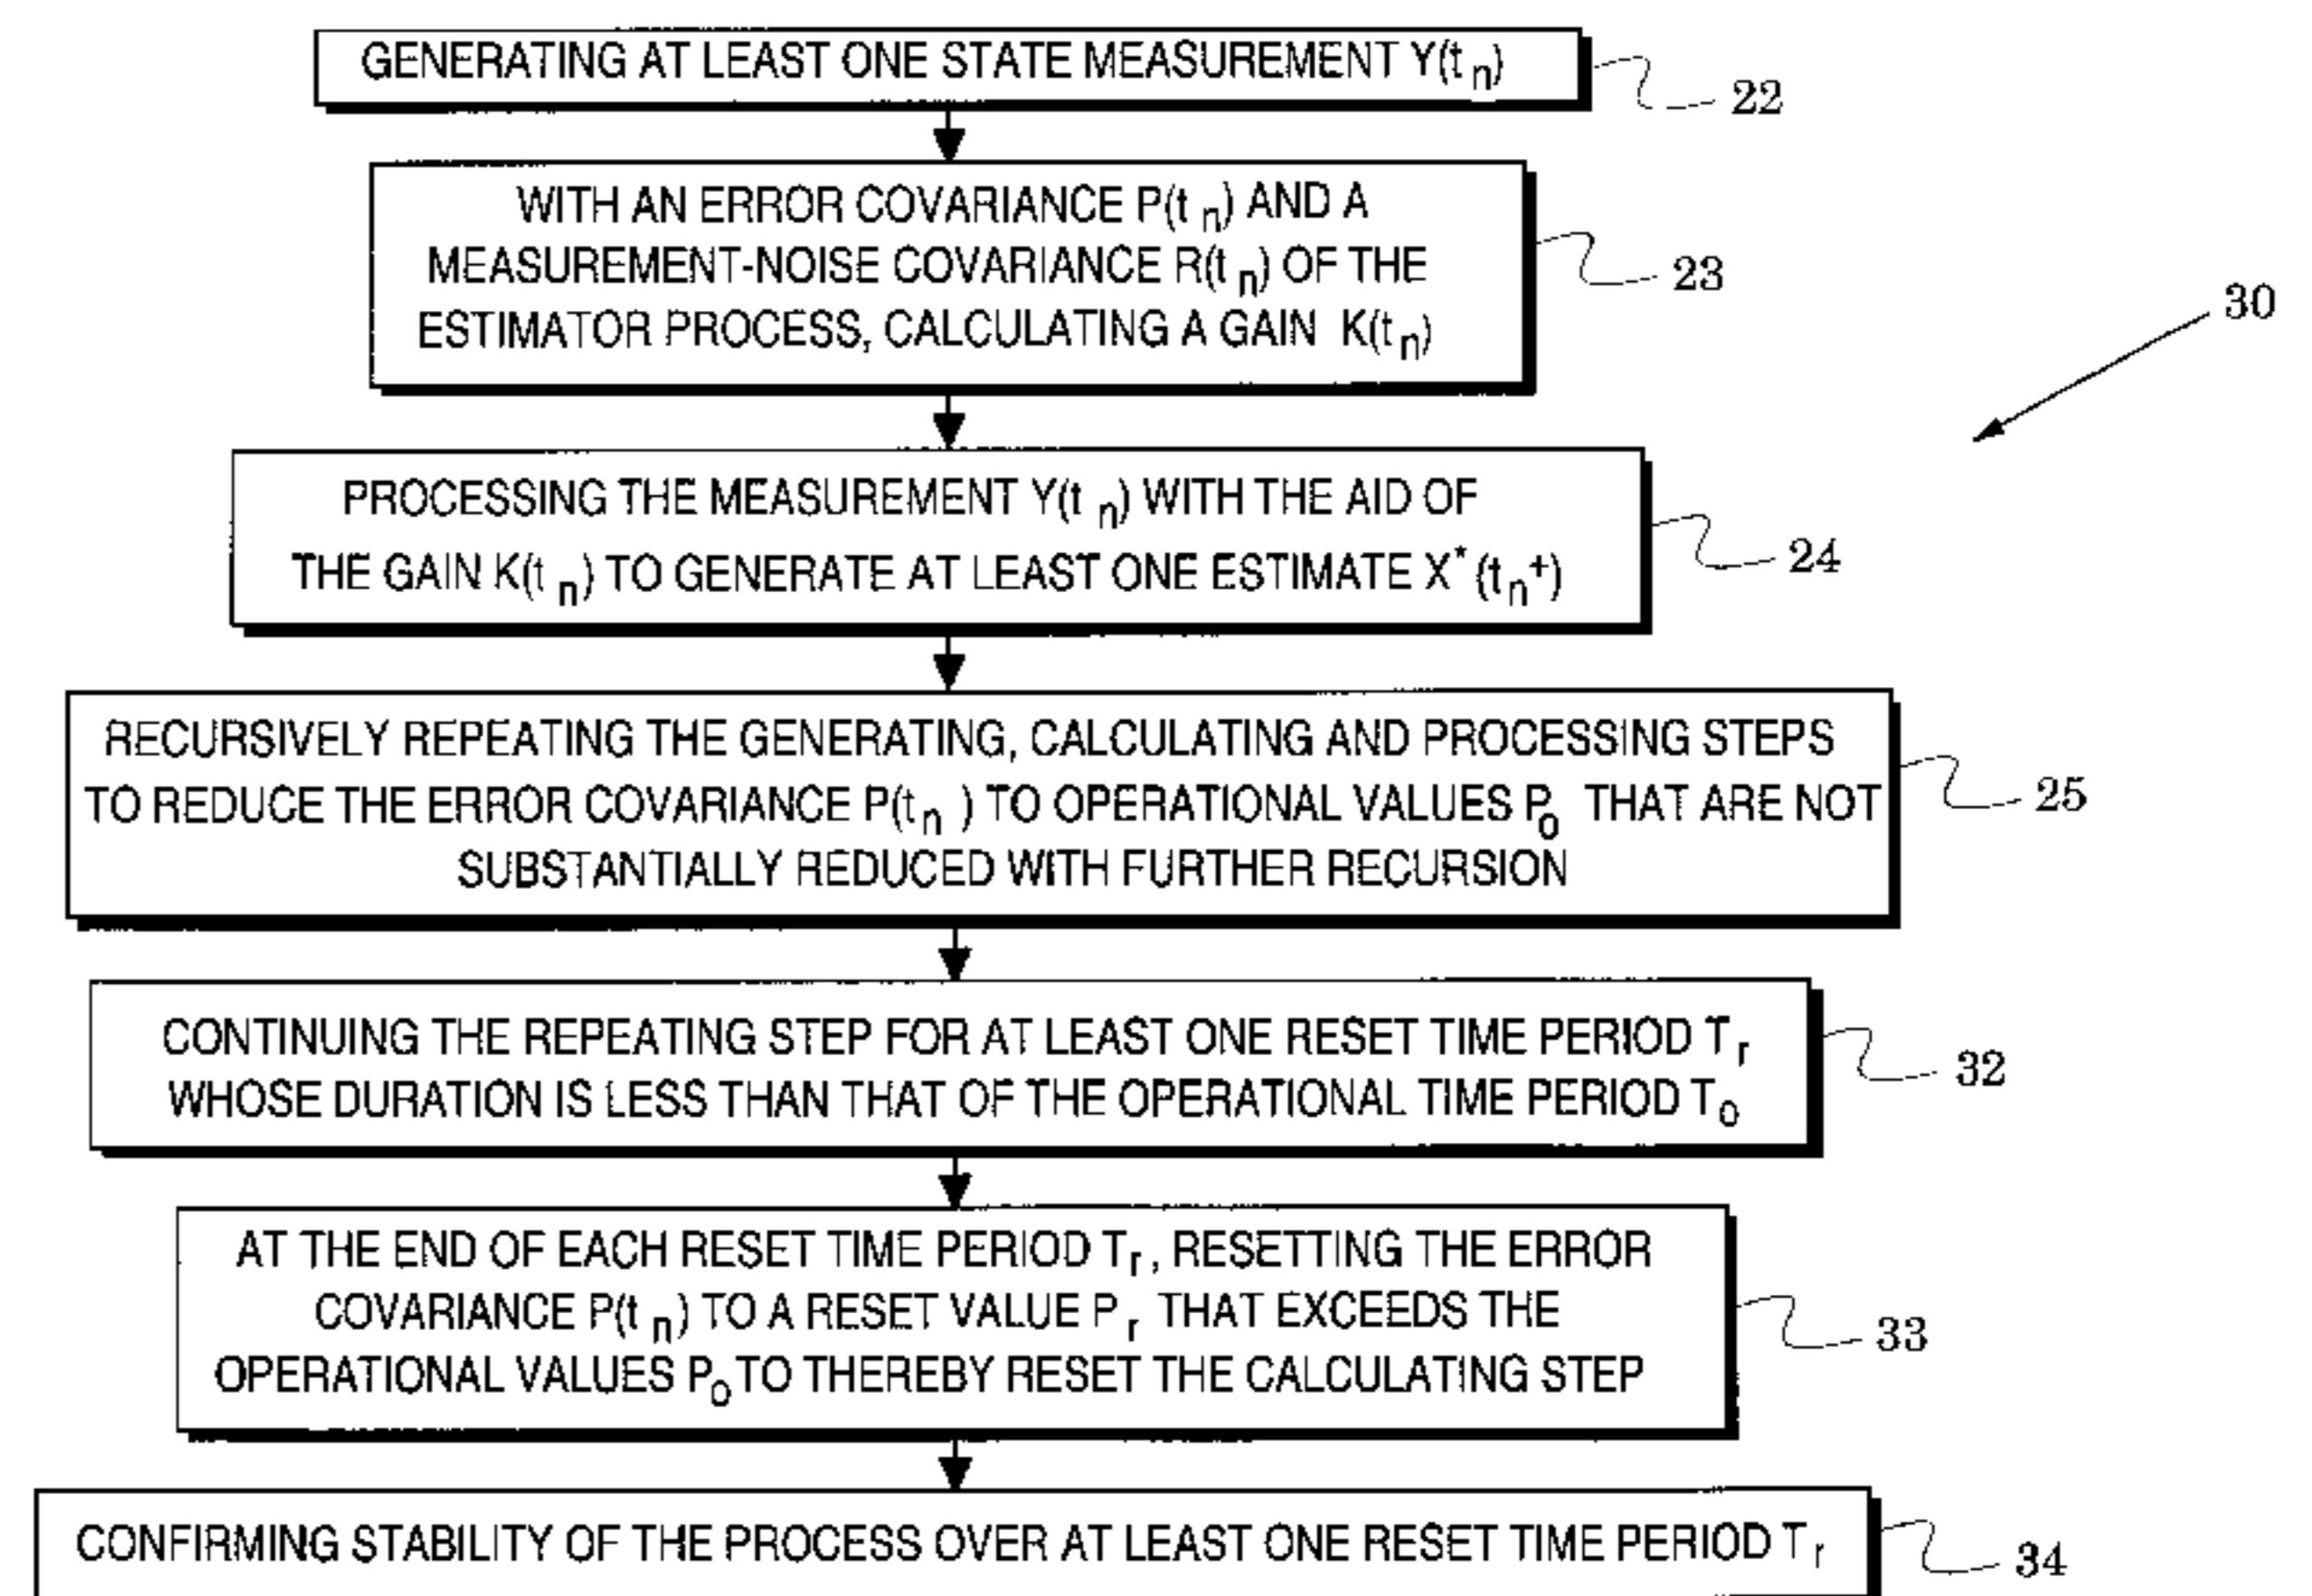 GENERATING AT LEAST ONE STATE MEASUREMENT Y(t n)
22
WITH AN ERROR COVARIANCE P(t n) AND A
MEASUREMENT-NOISE COVARIANCE R(t n) OF THE
ESTIMATOR PROCESS, CALCULATING A GAIN K(t n)
23
30
PROCESSING THE MEASUREMENT Y(t n) WITH THE AID OF
THE GAIN K(t n) TO GENERATE AT LEAST ONE ESTIMATE X*(t n+)
24
RECURSIVELY REPEATING THE GENERATING, CALCULATING AND PROCESSING STEPS
TO REDUCE THE ERROR COVARIANCE P(t n) TO OPERATIONAL VALUES Po THAT ARE NOT
SUBSTANTIALLY REDUCED WITH FURTHER RECURSION
25
CONTINUING THE REPEATING STEP FOR AT LEAST ONE RESET TIME PERIOD Tr
WHOSE DURATION IS LESS THAN THAT OF THE OPERATIONAL TIME PERIOD To
32
AT THE END OF EACH RESET TIME PERIOD Tr, RESETTING THE ERROR
COVARIANCE P(t n) TO A RESET VALUE Pr THAT EXCEEDS THE
OPERATIONAL VALUES Po TO THEREBY RESET THE CALCULATING STEP
33
CONFIRMING STABILITY OF THE PROCESS OVER AT LEAST ONE RESET TIME PERIOD Tr
34